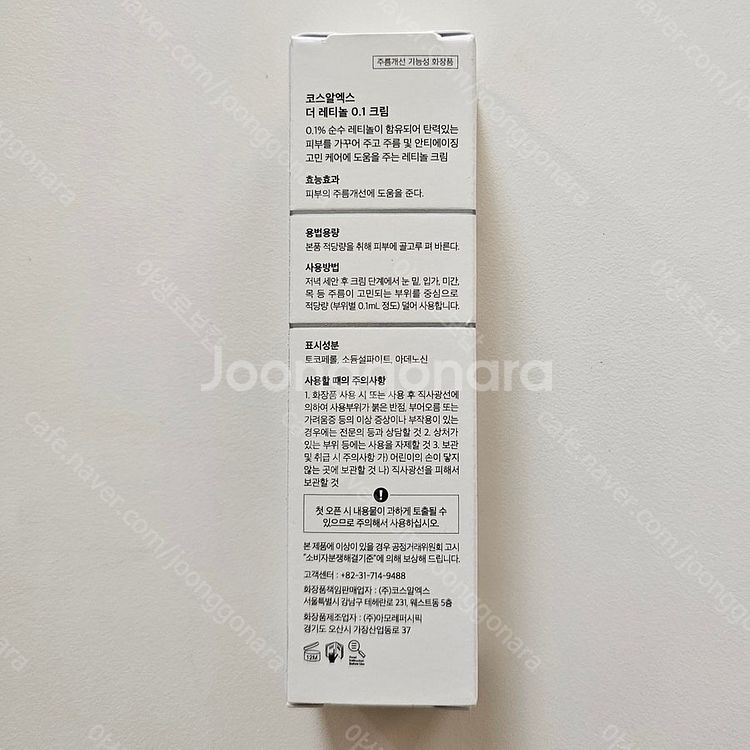 주름개선 기능성 화장품
코스알엑스
더 레티놀 0.1 크림
0.1% 순수 레티놀이 함유되어 탄력있는
피부를 가꾸어 주고 주름 및 안티에이징
고민 케어에 도움을 주는 레티놀 크림
효능효과
피부의 주름개선에 도움을 준다.
용법용량
본품 적당량을 취해 피부에 골고루 펴 바른다.
사용방법
저녁 세안 후 크림 단계에서 눈 밑, 입가, 미간,
목 등 주름이 고민되는 부위를 중심으로
적당량 (부위별 0.1mL 정도) 덜어 사용합니다.
표시성분
토코페롤, 소듐설파이트, 아데노신
Joonggonara
사용할 때의 주의사항
1. 화장품 사용 시 또는 사용 후 직사광선에
의하여 사용부위가 붉은 반점, 부어오름 또는
가려움증 등의 이상 증상이나 부작용이 있는
경우에는 전문의 등과 상담할 것 2. 상처가
있는 부위 등에는 사용을 자제할 것 3. 보관
및 취급 시 주의사항 가) 어린이의 손이 닿지
않는 곳에 보관할 것 나) 직사광선을 피해서
보관할 것
첫 오픈 시 내용물이 과하게 토출될 수
있으므로 주의해서 사용하십시오.
본 제품에 이상이 있을 경우 공정거래위원회 고시
"소비자분쟁해결기준"에 의해 보상해 드립니다.
고객센터 : +82-31-714-9488
화장품책임판매업자 : (주)코스알엑스
서울특별시 강남구 테헤란로 231, 웨스트동 5층
화장품제조업자 : (주)아모레퍼시픽
경기도 오산시 가장산업동로 37
12M
Read
Instruction
Before Use
cafe.naver.com/joonggonara